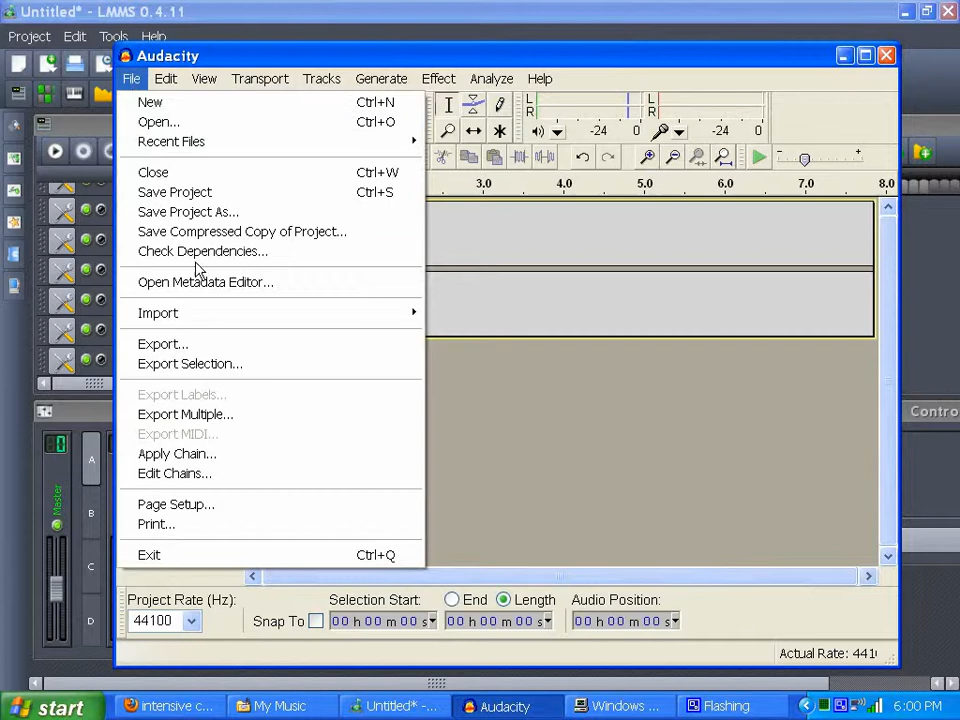 Untitled* - LMMS 0.4.11
Project Edit Tools Help
Audacity
File Edit View Transport Tracks Generate Effect Analyze Help
New Ctrl+N
Open... Ctrl+O
Recent Files
Close Ctrl+W
Save Project Ctrl+S
Save Project As...
Save Compressed Copy of Project...
Check Dependencies...
Open Metadata Editor...
Import
Export...
Export Selection...
Export Labels...
Export Multiple...
Export MIDI...
Apply Chain...
Edit Chains...
Page Setup...
Print...
Exit Ctrl+Q
L R -24 0 L R -24 0
- +
3.0 4.0 5.0 6.0 7.0 8.0
0
Master
A
B
C
D
Contro
Project Rate (Hz): Selection Start: End Length Audio Position:
44100 Snap To 00 h 00 m 00 s 00 h 00 m 00 s 00 h 00 m 00 s
Actual Rate: 441
start intensive c... My Music Untitled* -... Audacity Windows ... Flashing 6:00 PM